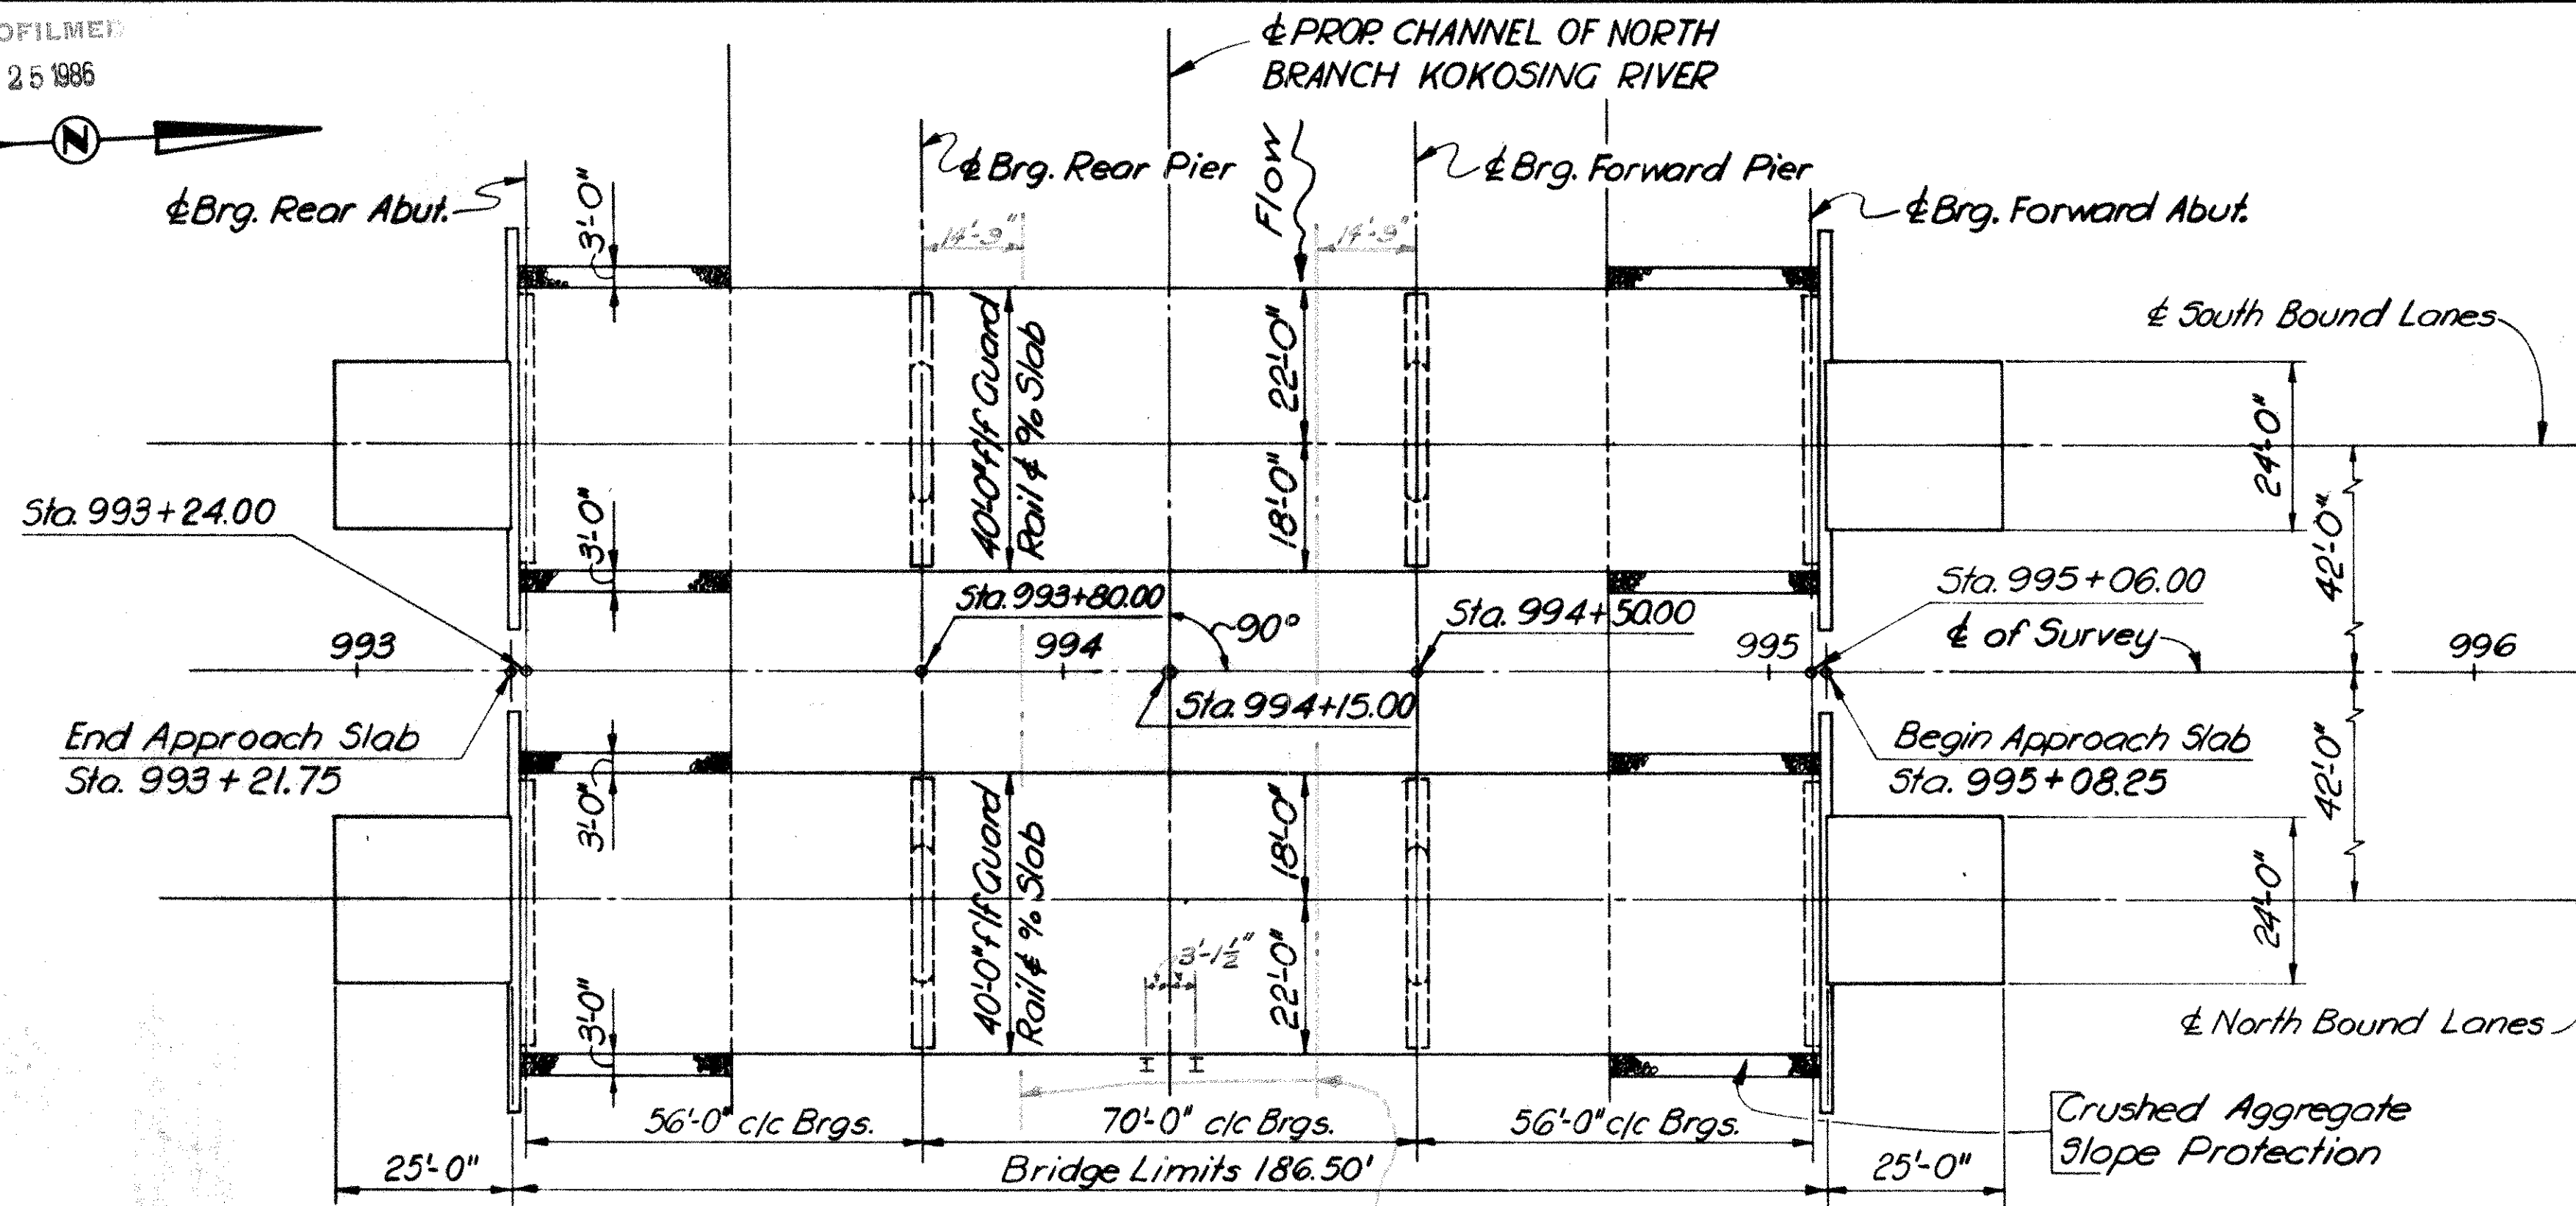 25 1986
N
℄ PROP. CHANNEL OF NORTH
BRANCH KOKOSING RIVER
℄ Brg. Rear Abut.
℄ Brg. Rear Pier
Flow
℄ Brg. Forward Pier
℄ Brg. Forward Abut.
3'-0"
14'-9"
14'-9"
℄ South Bound Lanes
40'-0" f/f Guard
Rail & % Slab
22'-0"
18'-0"
24'-0"
42'-0"
Sta. 993+24.00
3'-0"
Sta. 993+80.00
90°
Sta. 994+50.00
Sta. 995+06.00
℄ of Survey
993
994
995
996
Sta. 994+15.00
End Approach Slab
Sta. 993+21.75
Begin Approach Slab
Sta. 995+08.25
3'-0"
40'-0" f/f Guard
Rail & % Slab
18'-0"
22'-0"
42'-0"
24'-0"
3'-1½"
3'-0"
℄ North Bound Lanes
56'-0" c/c Brgs.
70'-0" c/c Brgs.
56'-0" c/c Brgs.
Crushed Aggregate
Slope Protection
25'-0"
Bridge Limits 186.50'
25'-0"